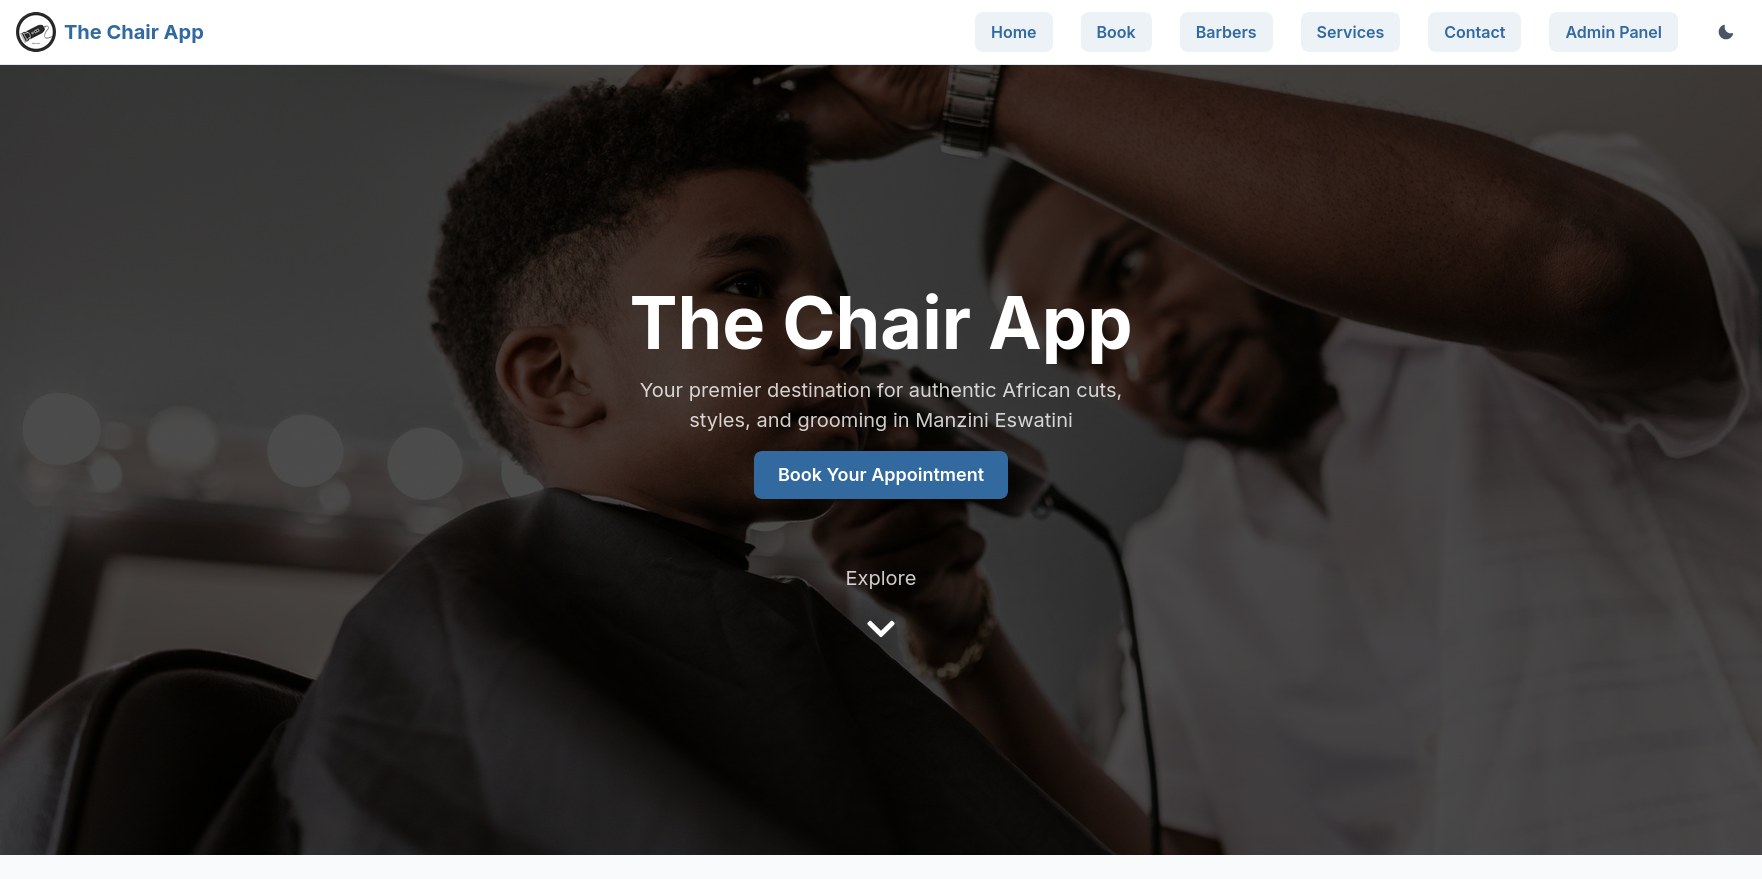 The Chair App
Home
Book
Barbers
Services
Contact
Admin Panel
The Chair App
Your premier destination for authentic African cuts,
styles, and grooming in Manzini Eswatini
Book Your Appointment
Explore